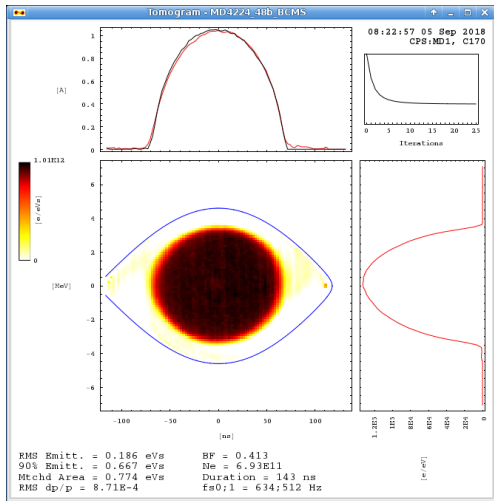 Tomogram - MD4224_48b_BCMS
08:22:57 05 Sep 2018
CPS:MD1, C170
1
0.8
0.6
0.4
0.2
0
[A]
0 5 10 15 20 25
Iterations
1.01E12
[e/eVs]
0
6
4
2
0
-2
-4
-6
[MeV]
-100 -50 0 50 100
[ns]
1.2E5 1E5 8E4 6E4 4E4 2E4 0
[e/eV]
RMS Emitt. = 0.186 eVs BF = 0.413
90% Emitt. = 0.667 eVs Ne = 6.93E11
Mtchd Area = 0.774 eVs Duration = 143 ns
RMS dp/p = 8.71E-4 fs0;1 = 634;512 Hz